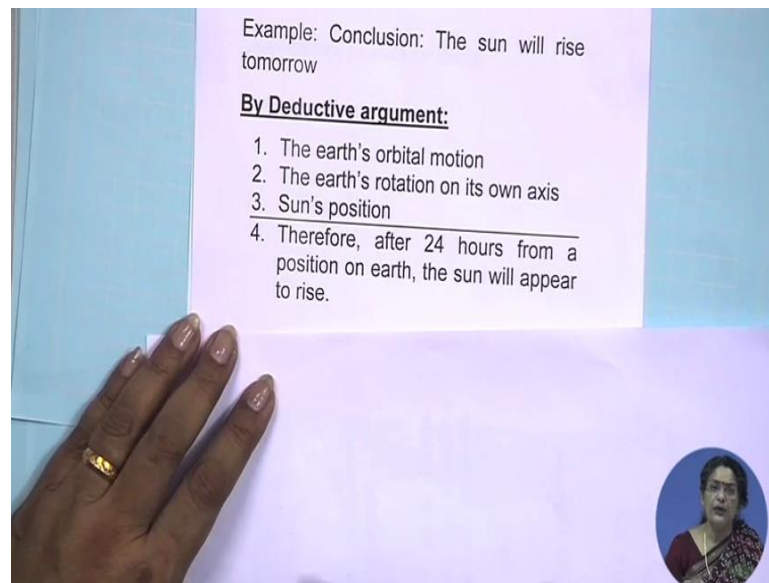 Example: Conclusion: The sun will rise
tomorrow
By Deductive argument:
1. The earth's orbital motion
2. The earth's rotation on its own axis
3. Sun's position
4. Therefore, after 24 hours from a
position on earth, the sun will appear
to rise.